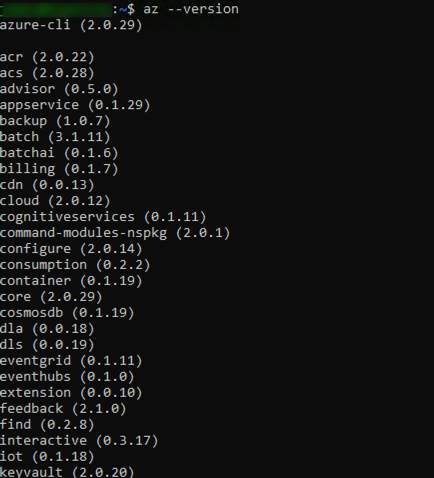 :~$ az --version
azure-cli (2.0.29)
acr (2.0.22)
acs (2.0.28)
advisor (0.5.0)
appservice (0.1.29)
backup (1.0.7)
batch (3.1.11)
batchai (0.1.6)
billing (0.1.7)
cdn (0.0.13)
cloud (2.0.12)
cognitiveservices (0.1.11)
command-modules-nspkg (2.0.1)
configure (2.0.14)
consumption (0.2.2)
container (0.1.19)
core (2.0.29)
cosmosdb (0.1.19)
dla (0.0.18)
dls (0.0.19)
eventgrid (0.1.11)
eventhubs (0.1.0)
extension (0.0.10)
feedback (2.1.0)
find (0.2.8)
interactive (0.3.17)
iot (0.1.18)
keyvault (2.0.20)